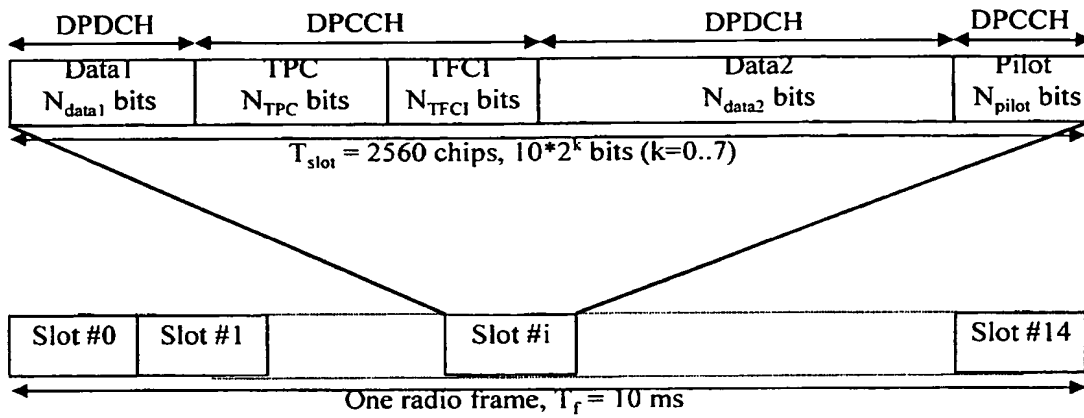 DPDCH DPCCH DPDCH DPCCH
Data1 TPC TFCI Data2 Pilot
N_data1 bits N_TPC bits N_TFCI bits N_data2 bits N_pilot bits
T_slot = 2560 chips, 10*2^k bits (k=0..7)
Slot #0 Slot #1 Slot #i Slot #14
One radio frame, T_f = 10 ms